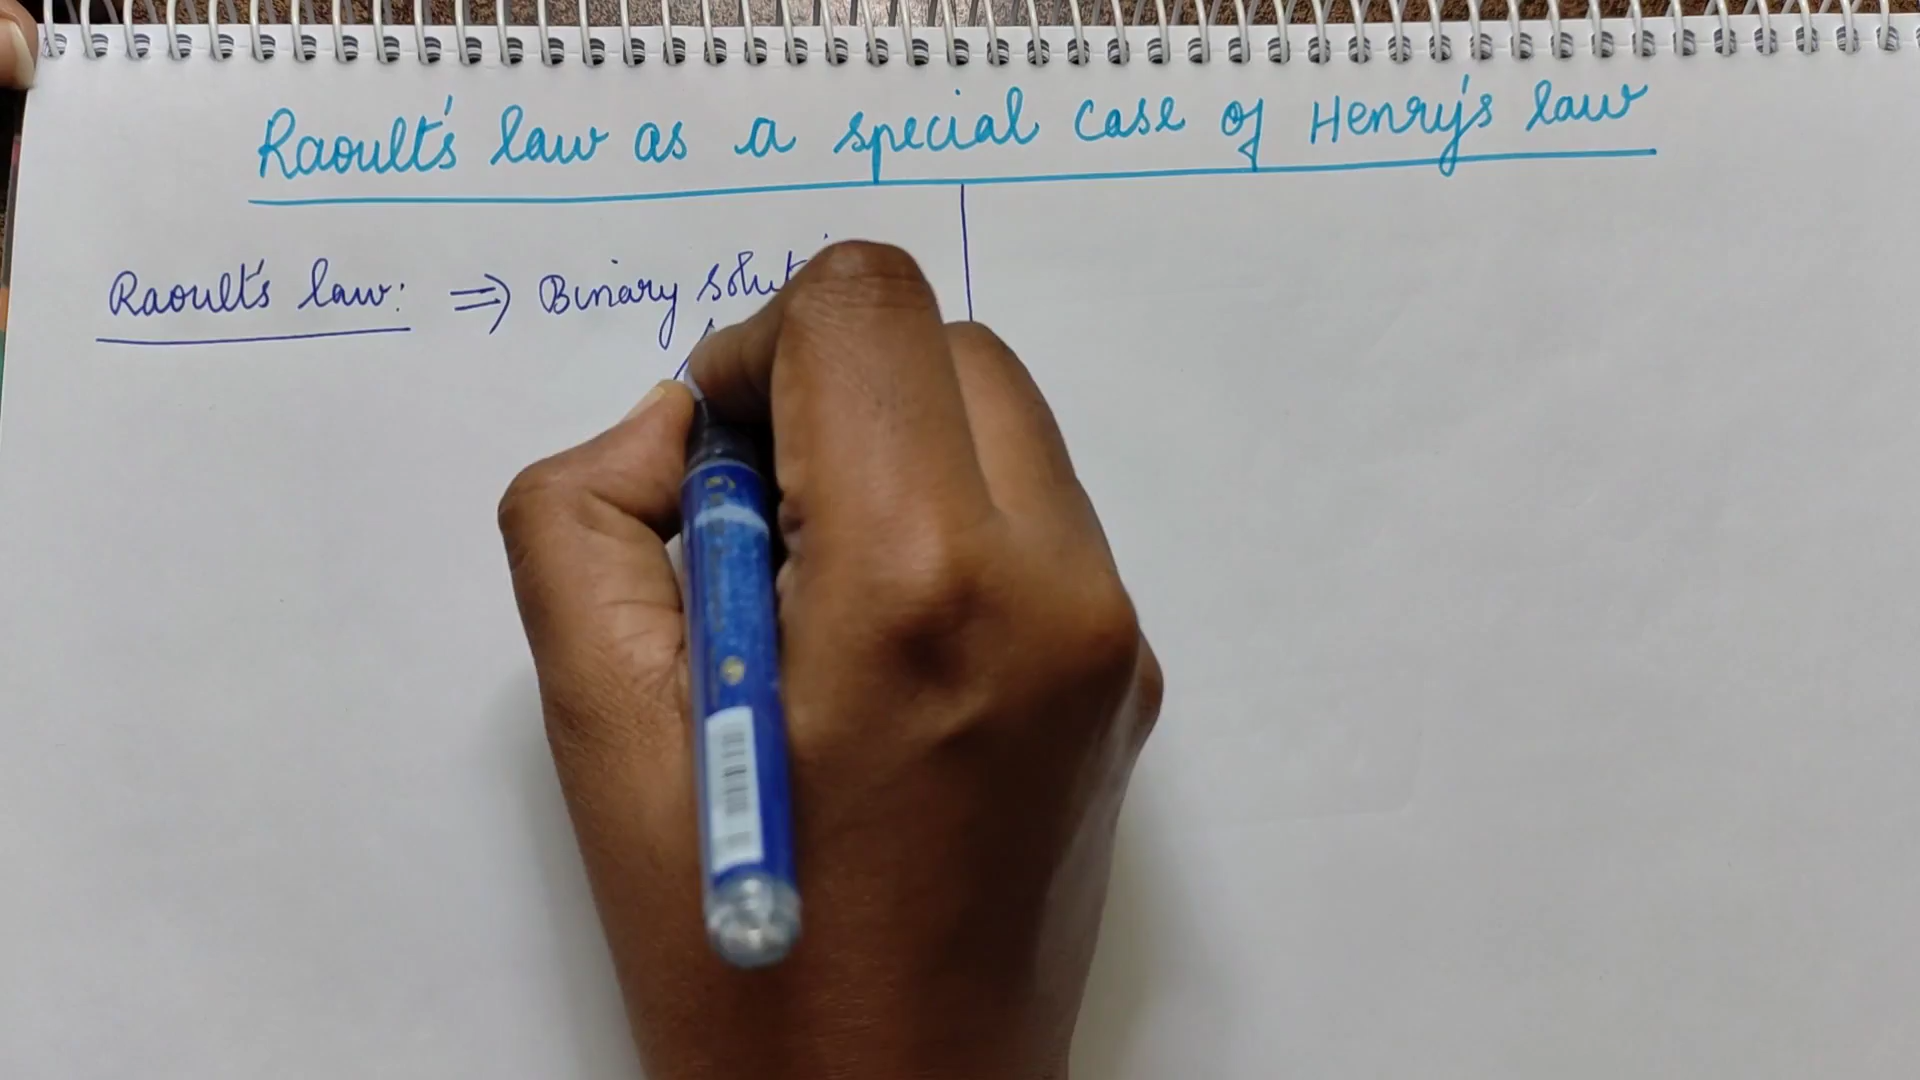 Raoult's law as a special case of Henry's law
Raoult's law: ⇒ Binary